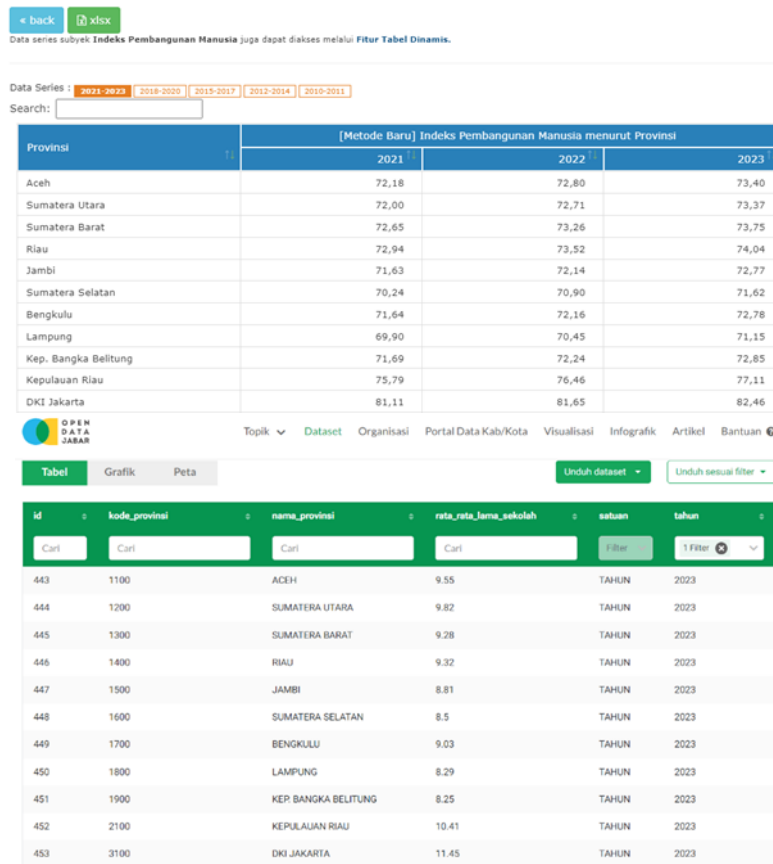 « back xlsx
Data series subyek Indeks Pembangunan Manusia juga dapat diakses melalui Fitur Tabel Dinamis.
Data Series : 2021-2023 2018-2020 2015-2017 2012-2014 2010-2011
Search:
Provinsi [Metode Baru] Indeks Pembangunan Manusia menurut Provinsi
2021 2022 2023
Aceh 72,18 72,80 73,40
Sumatera Utara 72,00 72,71 73,37
Sumatera Barat 72,65 73,26 73,75
Riau 72,94 73,52 74,04
Jambi 71,63 72,14 72,77
Sumatera Selatan 70,24 70,90 71,62
Bengkulu 71,64 72,16 72,78
Lampung 69,90 70,45 71,15
Kep. Bangka Belitung 71,69 72,24 72,85
Kepulauan Riau 75,79 76,46 77,11
DKI Jakarta 81,11 81,65 82,46
OPEN
DATA
JABAR
Topik Dataset Organisasi Portal Data Kab/Kota Visualisasi Infografik Artikel Bantuan
Tabel Grafik Peta Unduh dataset Unduh sesuai filter
id kode_provinsi nama_provinsi rata_rata_lama_sekolah satuan tahun
Cari Cari Cari Cari Filter 1 Filter
443 1100 ACEH 9.55 TAHUN 2023
444 1200 SUMATERA UTARA 9.82 TAHUN 2023
445 1300 SUMATERA BARAT 9.28 TAHUN 2023
446 1400 RIAU 9.32 TAHUN 2023
447 1500 JAMBI 8.81 TAHUN 2023
448 1600 SUMATERA SELATAN 8.5 TAHUN 2023
449 1700 BENGKULU 9.03 TAHUN 2023
450 1800 LAMPUNG 8.29 TAHUN 2023
451 1900 KEP. BANGKA BELITUNG 8.25 TAHUN 2023
452 2100 KEPULAUAN RIAU 10.41 TAHUN 2023
453 3100 DKI JAKARTA 11.45 TAHUN 2023